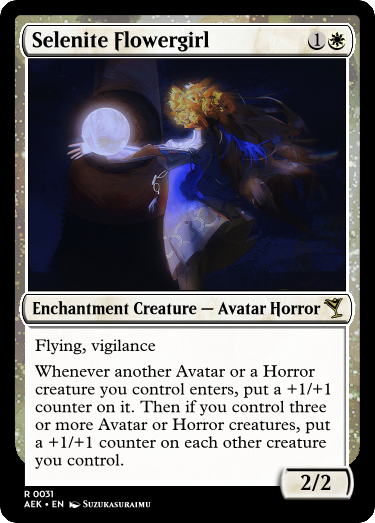 Selenite Flowergirl 1
Enchantment Creature — Avatar Horror
Flying, vigilance
Whenever another Avatar or a Horror
creature you control enters, put a +1/+1
counter on it. Then if you control three
or more Avatar or Horror creatures, put
a +1/+1 counter on each other creature
you control.
2/2
R 0031
AEK • EN Suzukasuraimu